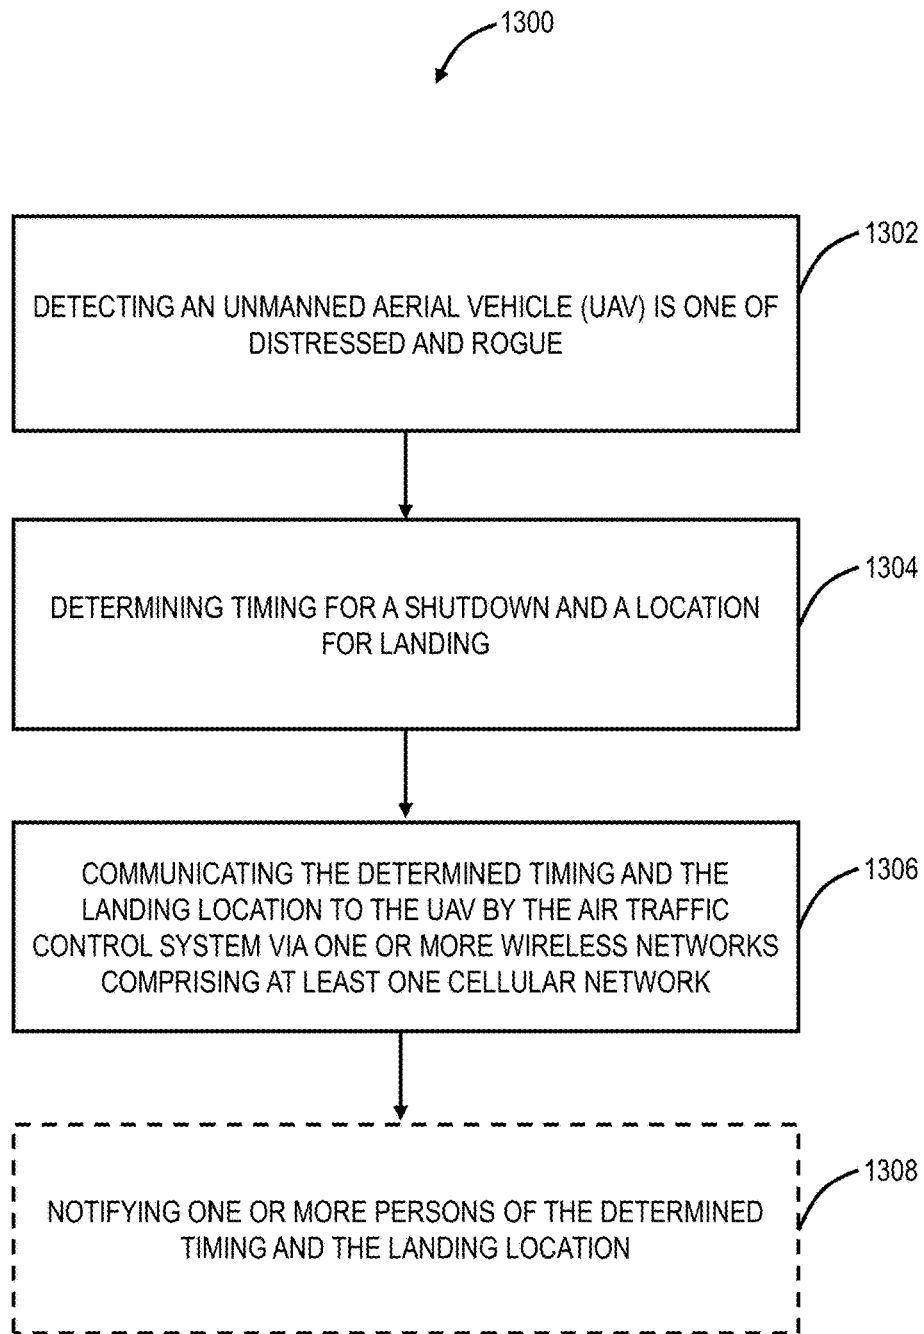 1300
1302
DETECTING AN UNMANNED AERIAL VEHICLE (UAV) IS ONE OF
DISTRESSED AND ROGUE
1304
DETERMINING TIMING FOR A SHUTDOWN AND A LOCATION
FOR LANDING
1306
COMMUNICATING THE DETERMINED TIMING AND THE
LANDING LOCATION TO THE UAV BY THE AIR TRAFFIC
CONTROL SYSTEM VIA ONE OR MORE WIRELESS NETWORKS
COMPRISING AT LEAST ONE CELLULAR NETWORK
1308
NOTIFYING ONE OR MORE PERSONS OF THE DETERMINED
TIMING AND THE LANDING LOCATION